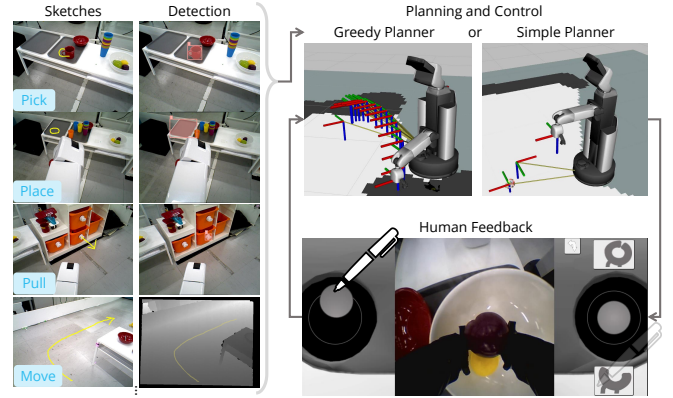 Sketches
Detection
Planning and Control
Greedy Planner or Simple Planner
Pick
Place
Pull
Move
Human Feedback